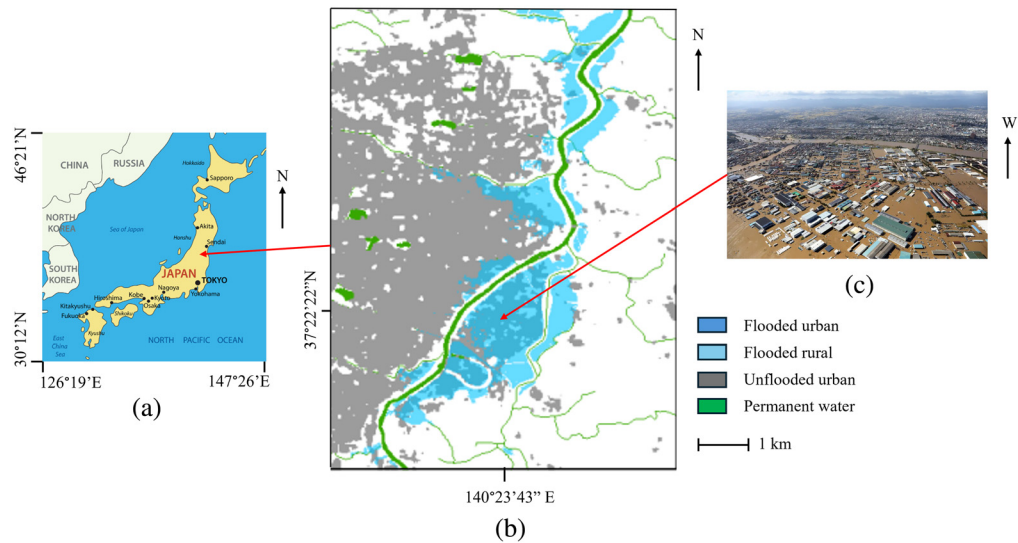 46°21'N
30°12'N
126°19'E
147°26'E
CHINA
RUSSIA
Hokkaido
Sapporo
NORTH
KOREA
Sea of Japan
Akita
Honshu
Sendai
SOUTH
KOREA
JAPAN
TOKYO
Nagoya
Yokohama
Kobe
Kyoto
Hiroshima
Osaka
Kitakyushu
Fukuoka
Shikoku
Kyushu
East
China
Sea
NORTH PACIFIC OCEAN
N
(a)
37°22'22”N
140°23'43” E
(b)
N
W
(c)
Flooded urban
Flooded rural
Unflooded urban
Permanent water
1 km